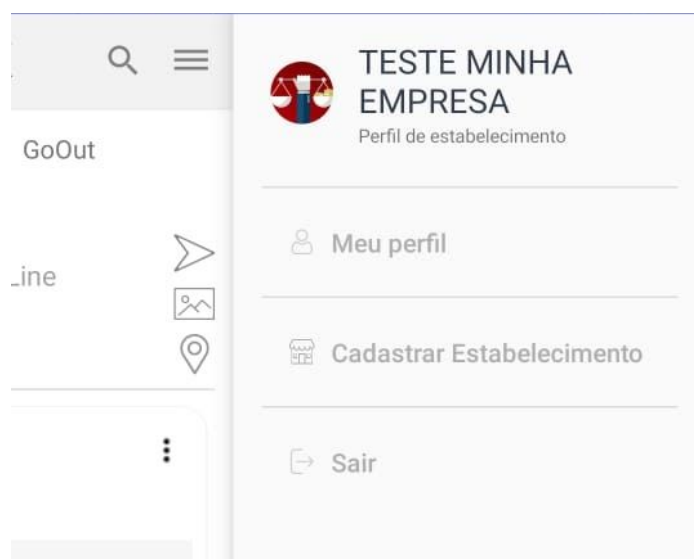 TESTE MINHA
EMPRESA
Perfil de estabelecimento
GoOut
Meu perfil
Line
Cadastrar Estabelecimento
Sair